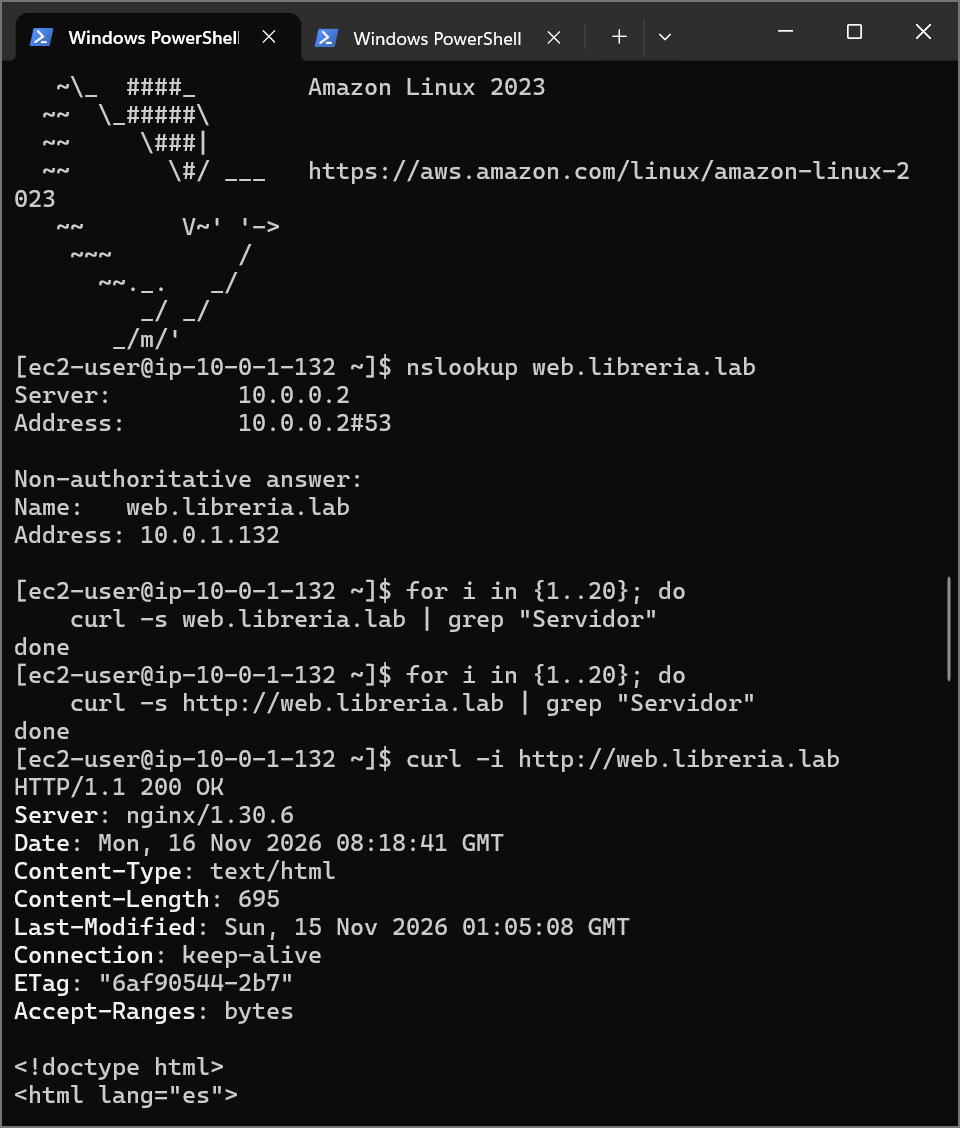 Windows PowerShell
Windows PowerShell
~\_  ####_        Amazon Linux 2023
~~  \_#####\
~~     \###|
~~       \#/ ___   https://aws.amazon.com/linux/amazon-linux-2
023
~~       V~' '->
~~~         /
~~._.   _/
_/ _/
_/m/'
[ec2-user@ip-10-0-1-132 ~]$ nslookup web.libreria.lab
Server:         10.0.0.2
Address:        10.0.0.2#53
Non-authoritative answer:
Name:   web.libreria.lab
Address: 10.0.1.132
[ec2-user@ip-10-0-1-132 ~]$ for i in {1..20}; do
    curl -s web.libreria.lab | grep "Servidor"
done
[ec2-user@ip-10-0-1-132 ~]$ for i in {1..20}; do
    curl -s http://web.libreria.lab | grep "Servidor"
done
[ec2-user@ip-10-0-1-132 ~]$ curl -i http://web.libreria.lab
HTTP/1.1 200 OK
Server: nginx/1.30.6
Date: Mon, 16 Nov 2026 08:18:41 GMT
Content-Type: text/html
Content-Length: 695
Last-Modified: Sun, 15 Nov 2026 01:05:08 GMT
Connection: keep-alive
ETag: "6af90544-2b7"
Accept-Ranges: bytes
<!doctype html>
<html lang="es">